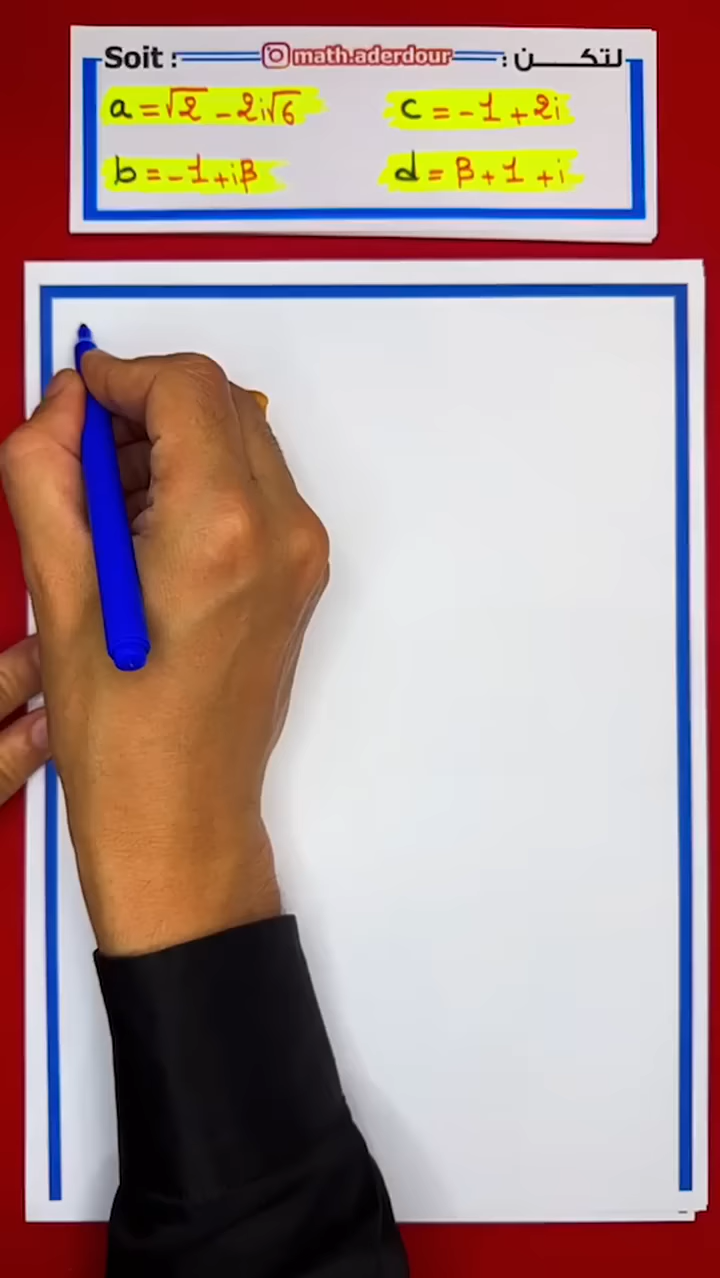 Soit : math.aderdour لتكن :
a = √2 - 2i√6 c = -1 + 2i
b = -1 + iβ d = β + 1 + i